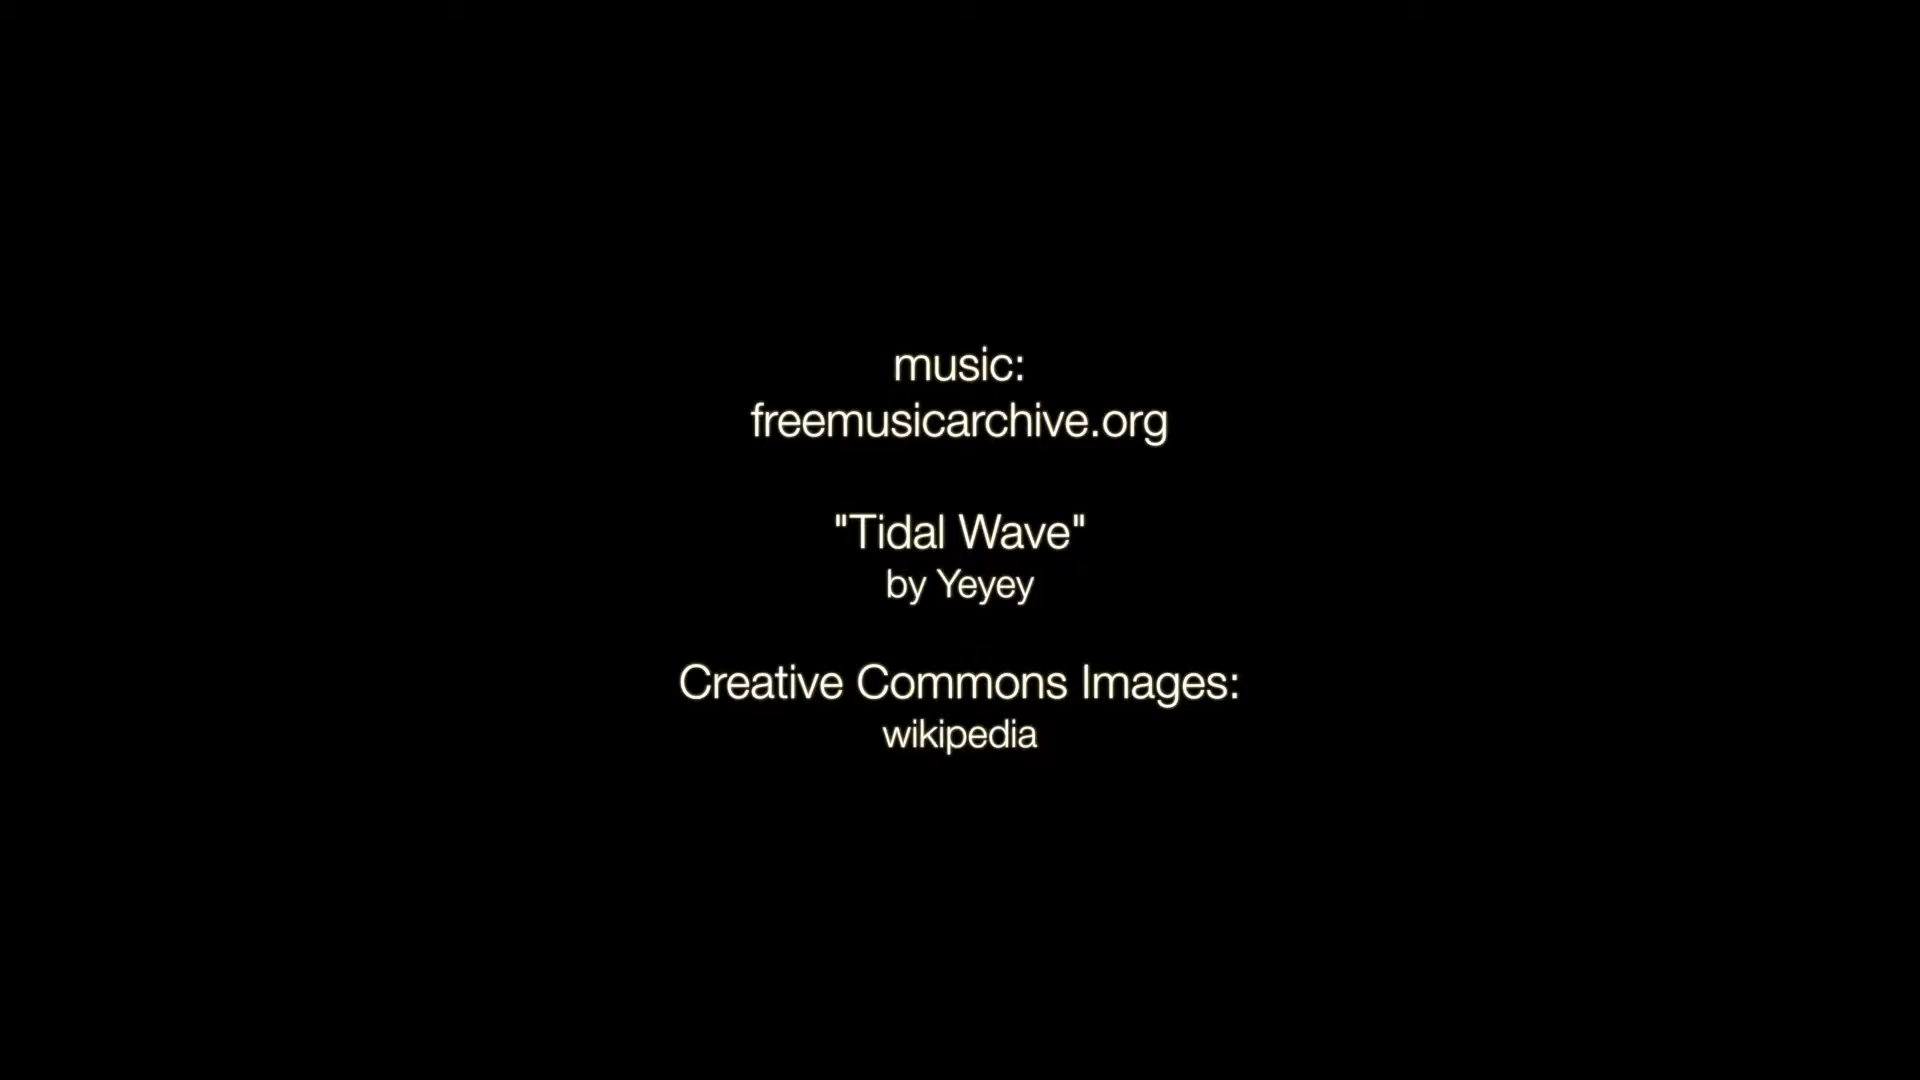 music:
freemusicarchive.org
"Tidal Wave"
by Yeyey
Creative Commons Images:
wikipedia